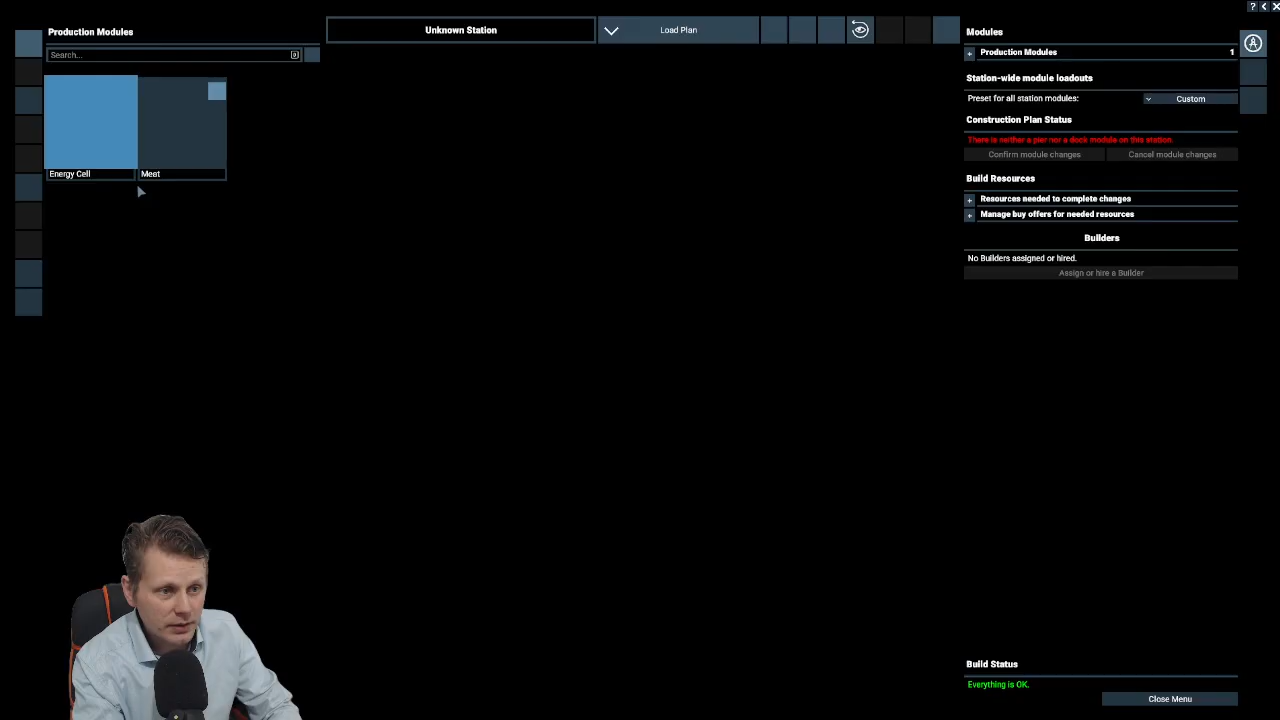 Production Modules
Search...
Energy Cell
Meat
Unknown Station
Load Plan
?
Modules
Production Modules 1
Station-wide module loadouts
Preset for all station modules: Custom
Construction Plan Status
There is neither a pier nor a dock module on this station.
Confirm module changes Cancel module changes
Build Resources
Resources needed to complete changes
Manage buy offers for needed resources
Builders
No Builders assigned or hired.
Assign or hire a Builder
Build Status
Everything is OK.
Close Menu